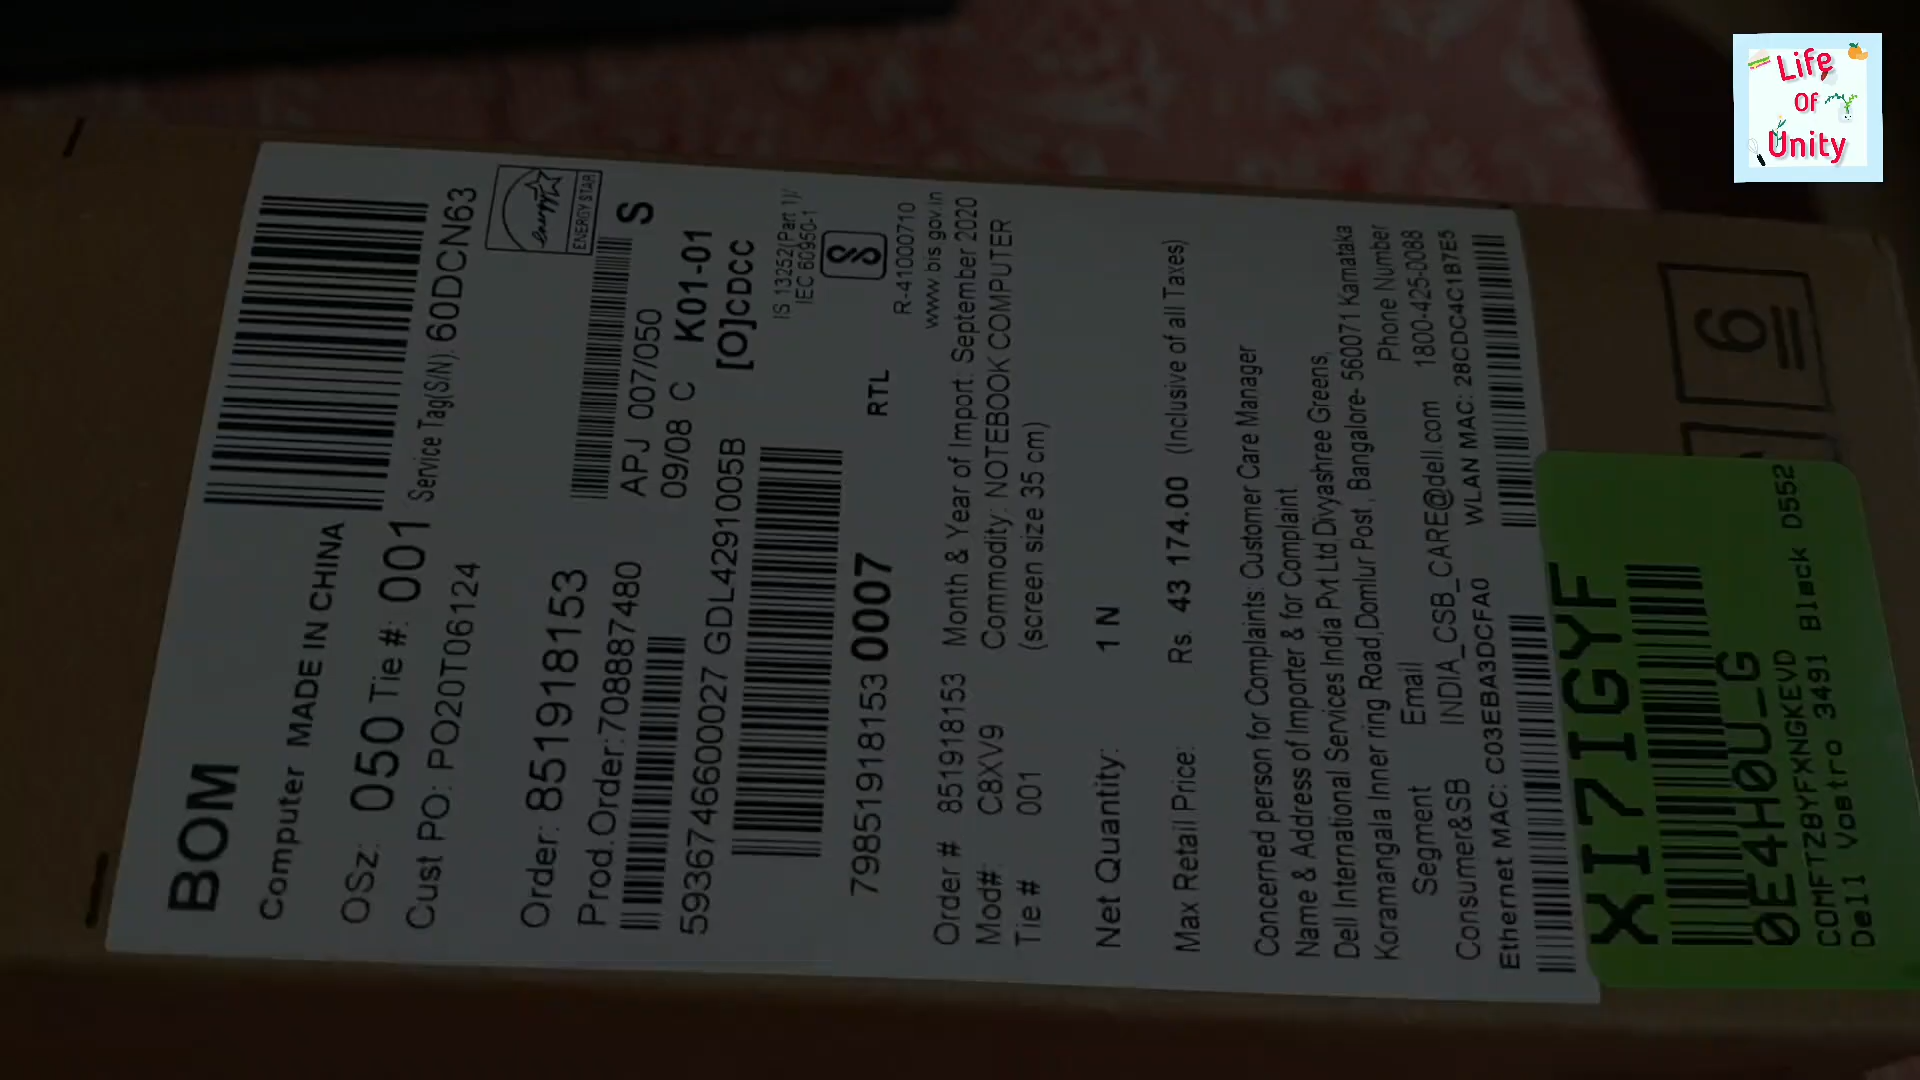 Life
Of
Unity
BOM
Computer MADE IN CHINA
OSz: 050 Tie #: 001
Service Tag(S/N). 60DCN63
Cust PO: PO20T06124
energy
ENERGY STAR
Order: 851918153
S
Prod.Order:7088887480
APJ 007/050
09/08 C K01-01
[O]CDCC
5936746600027 GDL4291005B
IS 13252(Part 1)/
IEC 60950-1
79851918153 0007
RTL
R-41000710
www bis gov.in
Order # 851918153 Month & Year of Import: September 2020
Mod#: C8XV9 Commodity: NOTEBOOK COMPUTER
Tie # 001 (screen size 35 cm)
Net Quantity: 1 N
Max Retail Price: Rs. 43 174.00 (Inclusive of all Taxes)
Concerned person for Complaints: Customer Care Manager
Name & Address of Importer & for Complaint
Dell International Services India Pvt Ltd,Divyashree Greens,
Koramangala Inner ring Road,Domlur Post , Bangalore- 560071 Karnataka
Segment Email Phone Number
Consumer&SB INDIA_CSB_CARE@dell.com 1800-425-0088
Ethernet MAC: C03EBA3DCFA0 WLAN MAC: 28CDC4C1B7E5
XI7IGYF
0E4H0U_G
COMFTZ8YFXNGKEVD
Dell Vostro 3491 Black D552
6